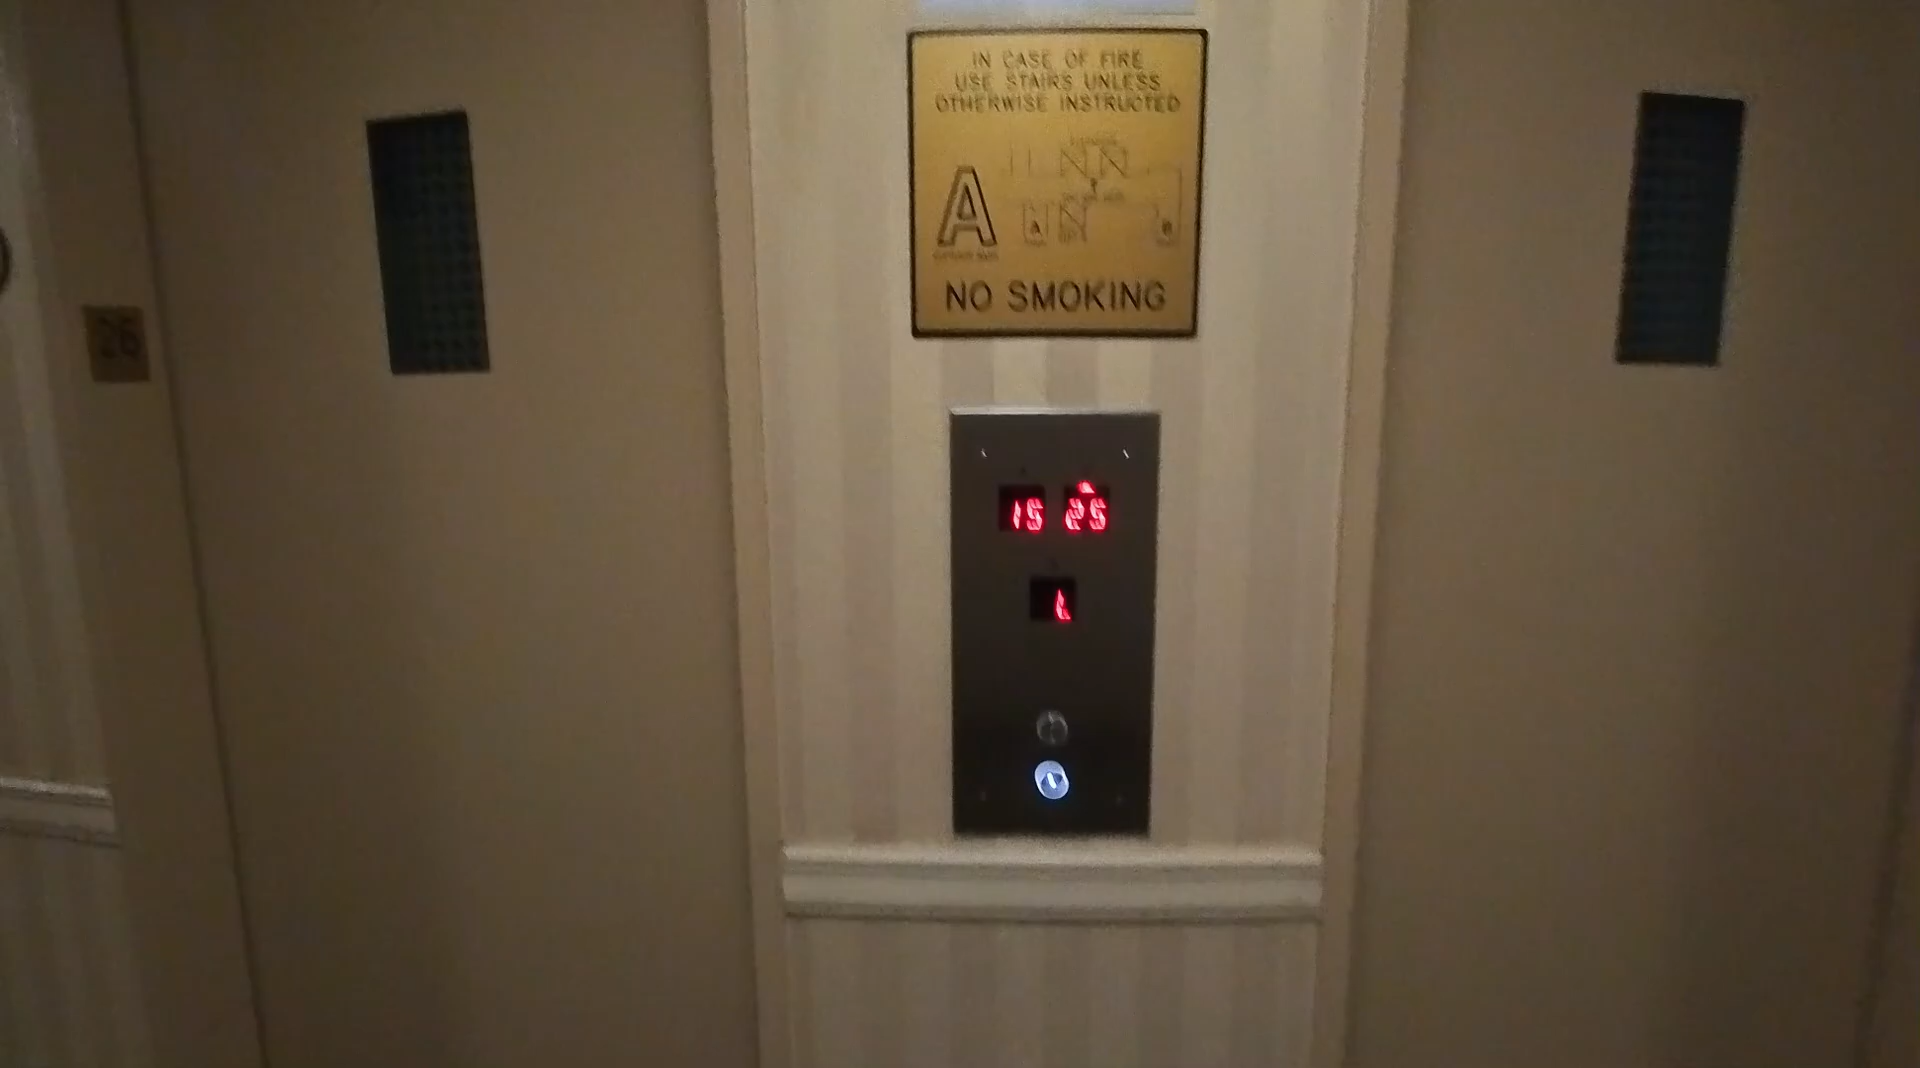 IN CASE OF FIRE
USE STAIRS UNLESS
OTHERWISE INSTRUCTED
A
A
B
NO SMOKING
26
15 25
L